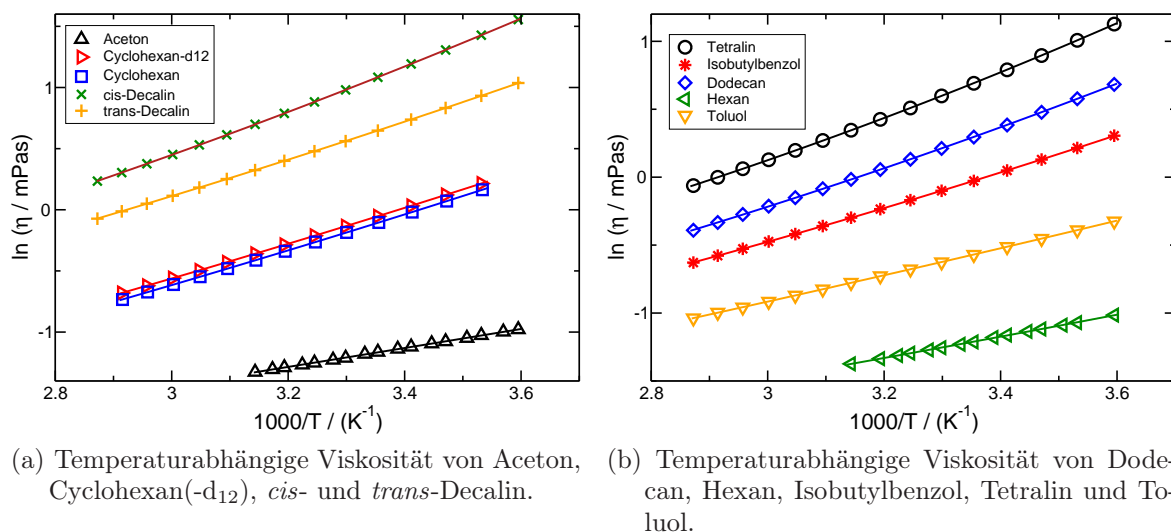 1
0
-1
ln (η / mPas)
Aceton
Cyclohexan-d12
Cyclohexan
cis-Decalin
trans-Decalin
2.8 3 3.2 3.4 3.6
1000/T / (K⁻¹)
1
0
-1
ln (η / mPas)
Tetralin
Isobutylbenzol
Dodecan
Hexan
Toluol
2.8 3 3.2 3.4 3.6
1000/T / (K⁻¹)
(a) Temperaturabhängige Viskosität von Aceton,
Cyclohexan(-d₁₂), cis- und trans-Decalin.
(b) Temperaturabhängige Viskosität von Dode-
can, Hexan, Isobutylbenzol, Tetralin und To-
luol.